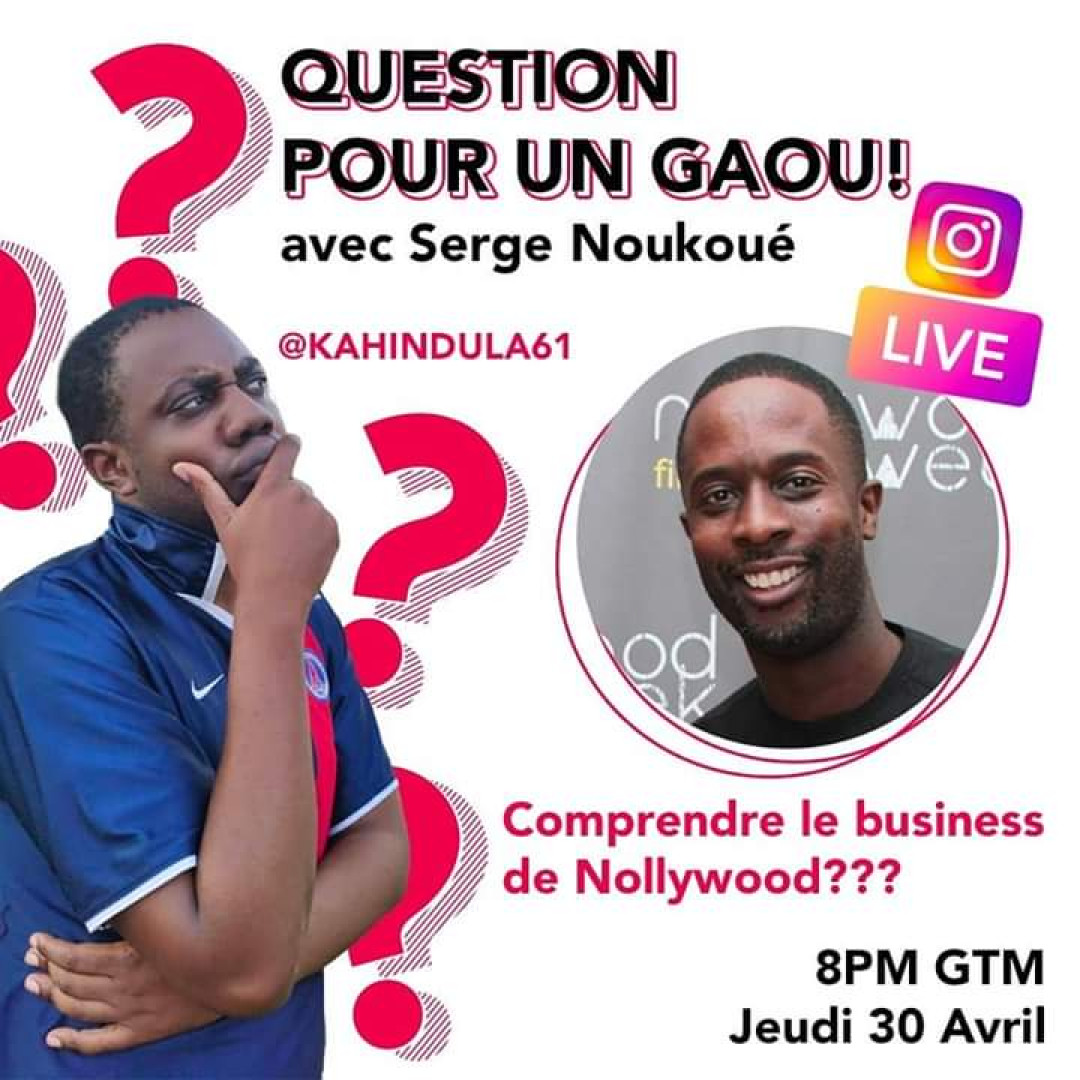 QUESTION
POUR UN GAOU!
avec Serge Noukoué
@KAHINDULA61
LIVE
Comprendre le business
de Nollywood???
8PM GTM
Jeudi 30 Avril